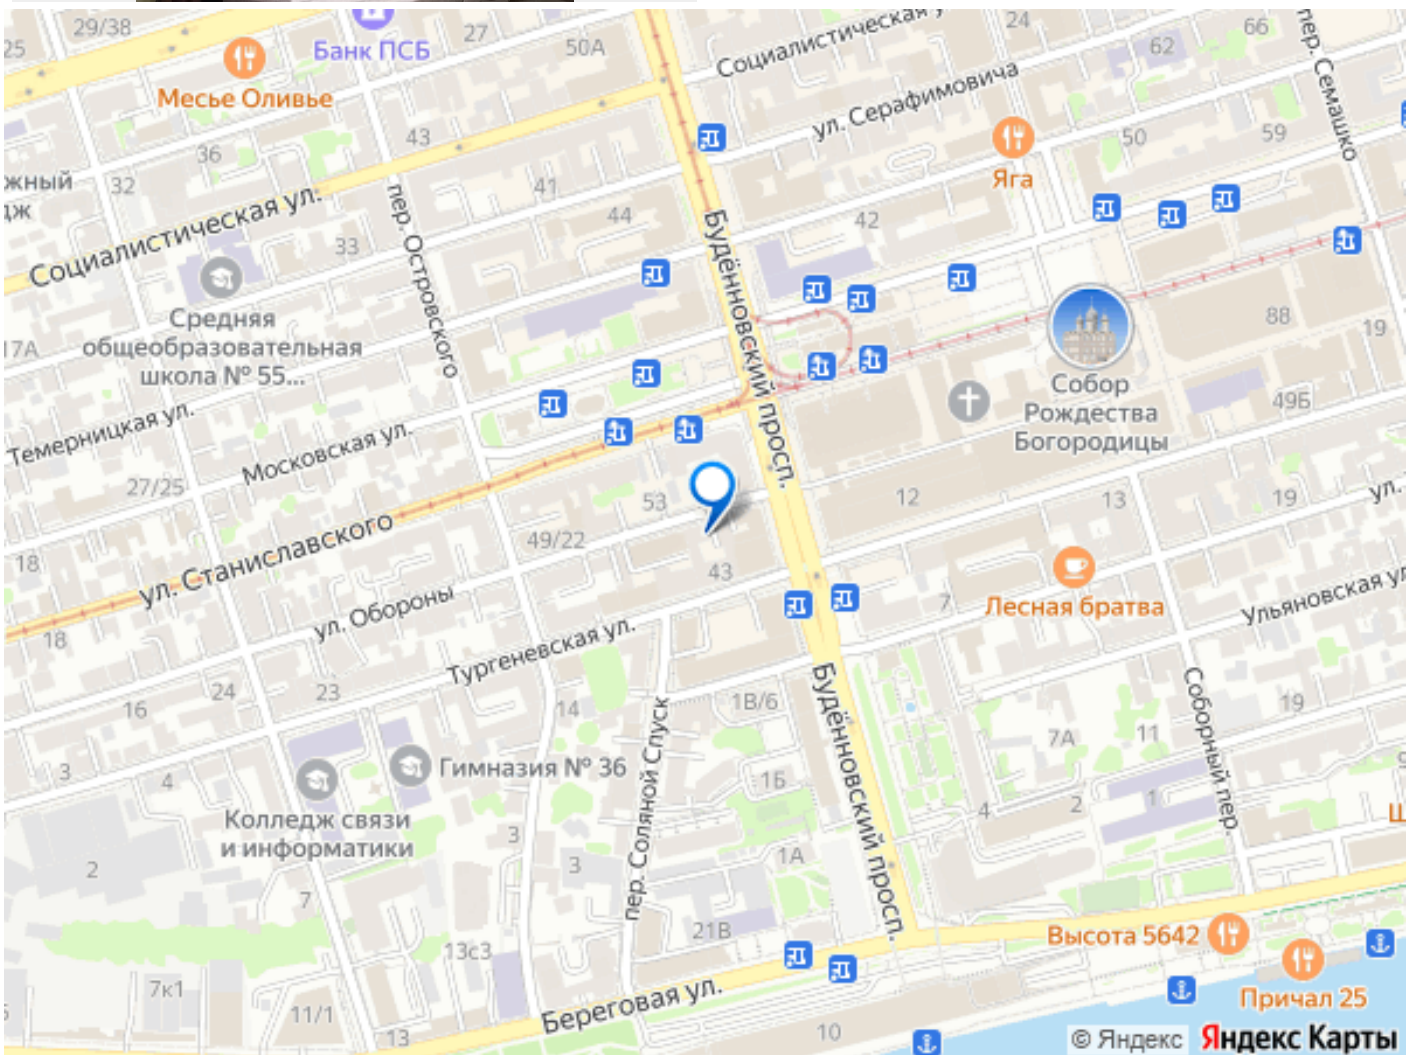 29/38
25
Банк ПСБ
27
50А
Социалистическая у
24
62
66
пер. Семашко
Месье Оливье
ул. Серафимовича
43
36
32
41
44
Яга
50
59
жный
дж
Социалистическая ул.
пер. Островского
33
42
Будённовский просп.
Средняя
общеобразовательная
школа № 55...
17А
88
19
Собор
Рождества
Богородицы
49Б
Темерницкая ул.
Московская ул.
27/25
53
12
13
19
ул.
18
ул. Станиславского
49/22
43
7
Лесная братва
Ульяновская ул
ул. Обороны
18
Тургеневская ул.
24
23
16
14
1В/6
Будённовский просп.
Соборный пер.
19
7А
11
3
4
Гимназия № 36
пер. Соляной Спуск
1Б
4
2
1
Колледж связи
и информатики
3
3
1А
2
7
21В
13с3
Высота 5642
7к1
11/1
13
Береговая ул.
10
Причал 25
© Яндекс Яндекс Карты